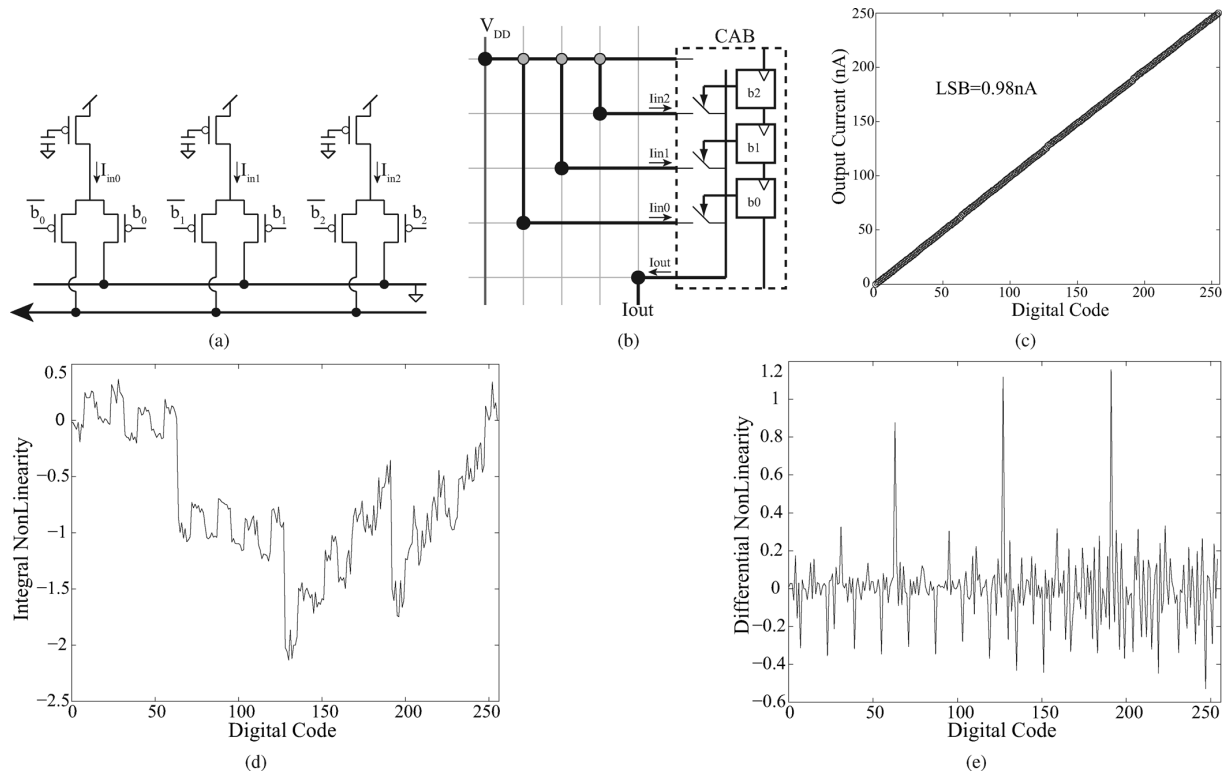 I_in0
I_in1
I_in2
b̅_0
b_0
b̅_1
b_1
b̅_2
b_2
(a)
V_DD
CAB
Iin2
b2
Iin1
b1
Iin0
b0
Iout
Iout
(b)
250
200
150
100
50
0
LSB=0.98nA
Output Current (nA)
0
50
100
150
200
250
Digital Code
(c)
0.5
0
−0.5
−1
−1.5
−2
−2.5
Integral NonLinearity
0
50
100
150
200
250
Digital Code
(d)
1.2
1
0.8
0.6
0.4
0.2
0
−0.2
−0.4
−0.6
Differential NonLinearity
0
50
100
150
200
250
Digital Code
(e)